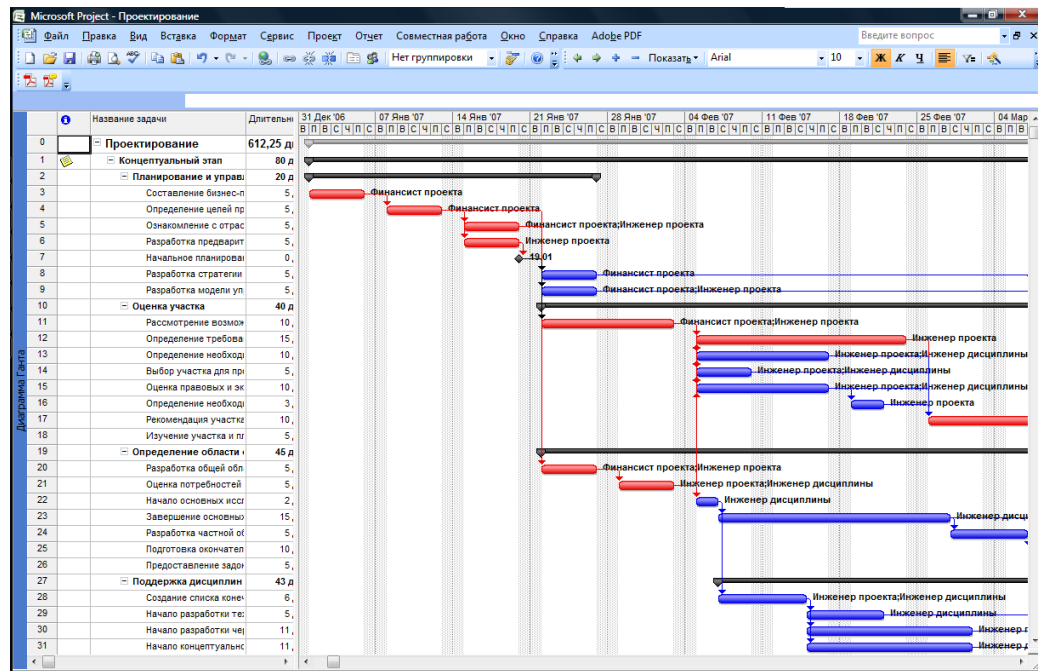 Microsoft Project - Проектирование
Файл Правка Вид Вставка Формат Сервис Проект Отчет Совместная работа Окно Справка Adobe PDF Введите вопрос
Нет группировки Показать Arial 10 Ж К Ч
Название задачи Длительн 31 Дек '06 07 Янв '07 14 Янв '07 21 Янв '07 28 Янв '07 04 Фев '07 11 Фев '07 18 Фев '07 25 Фев '07 04 Мар
В П В С Ч П С В П В С Ч П С В П В С Ч П С В П В С Ч П С В П В С Ч П С В П В С Ч П С В П В С Ч П С В П В С Ч П С В П В С Ч П С В П В
0 Проектирование 612,25 д
1 Концептуальный этап 80 д
2 Планирование и управл 20 д
3 Составление бизнес-п 5, Финансист проекта
4 Определение целей пр 5, Финансист проекта
5 Ознакомление с отрас 5, Финансист проекта;Инженер проекта
6 Разработка предварит 5, Инженер проекта
7 Начальное планирова 0, 19.01
8 Разработка стратегии 5, Финансист проекта
9 Разработка модели уп 5, Финансист проекта;Инженер проекта
10 Оценка участка 40 д
11 Рассмотрение возмож 10, Финансист проекта;Инженер проекта
12 Определение требова 15, Инженер проекта
13 Определение необход 10, Инженер проекта;Инженер дисциплины
14 Выбор участка для пр 5, Инженер проекта;Инженер дисциплины
15 Оценка правовых и эк 10, Инженер проекта;Инженер дисциплины
16 Определение необход 3, Инженер проекта
17 Рекомендация участка 10,
18 Изучение участка и пл 5,
19 Определение области 45 д
20 Разработка общей обл 5, Финансист проекта;Инженер проекта
21 Оценка потребностей 5, Инженер проекта;Инженер дисциплины
22 Начало основных иссл 2, Инженер дисциплины
23 Завершение основны 15, Инженер дисц
24 Разработка частной об 5,
25 Подготовка окончател 10,
26 Предоставление задо 5,
27 Поддержка дисциплин 43 д
28 Создание списка коне 6, Инженер проекта;Инженер дисциплины
29 Начало разработки те 5, Инженер дисциплины
30 Начало разработки че 11, Инженер
31 Начало концептуальн 11, Инженер
Диаграмма Ганта